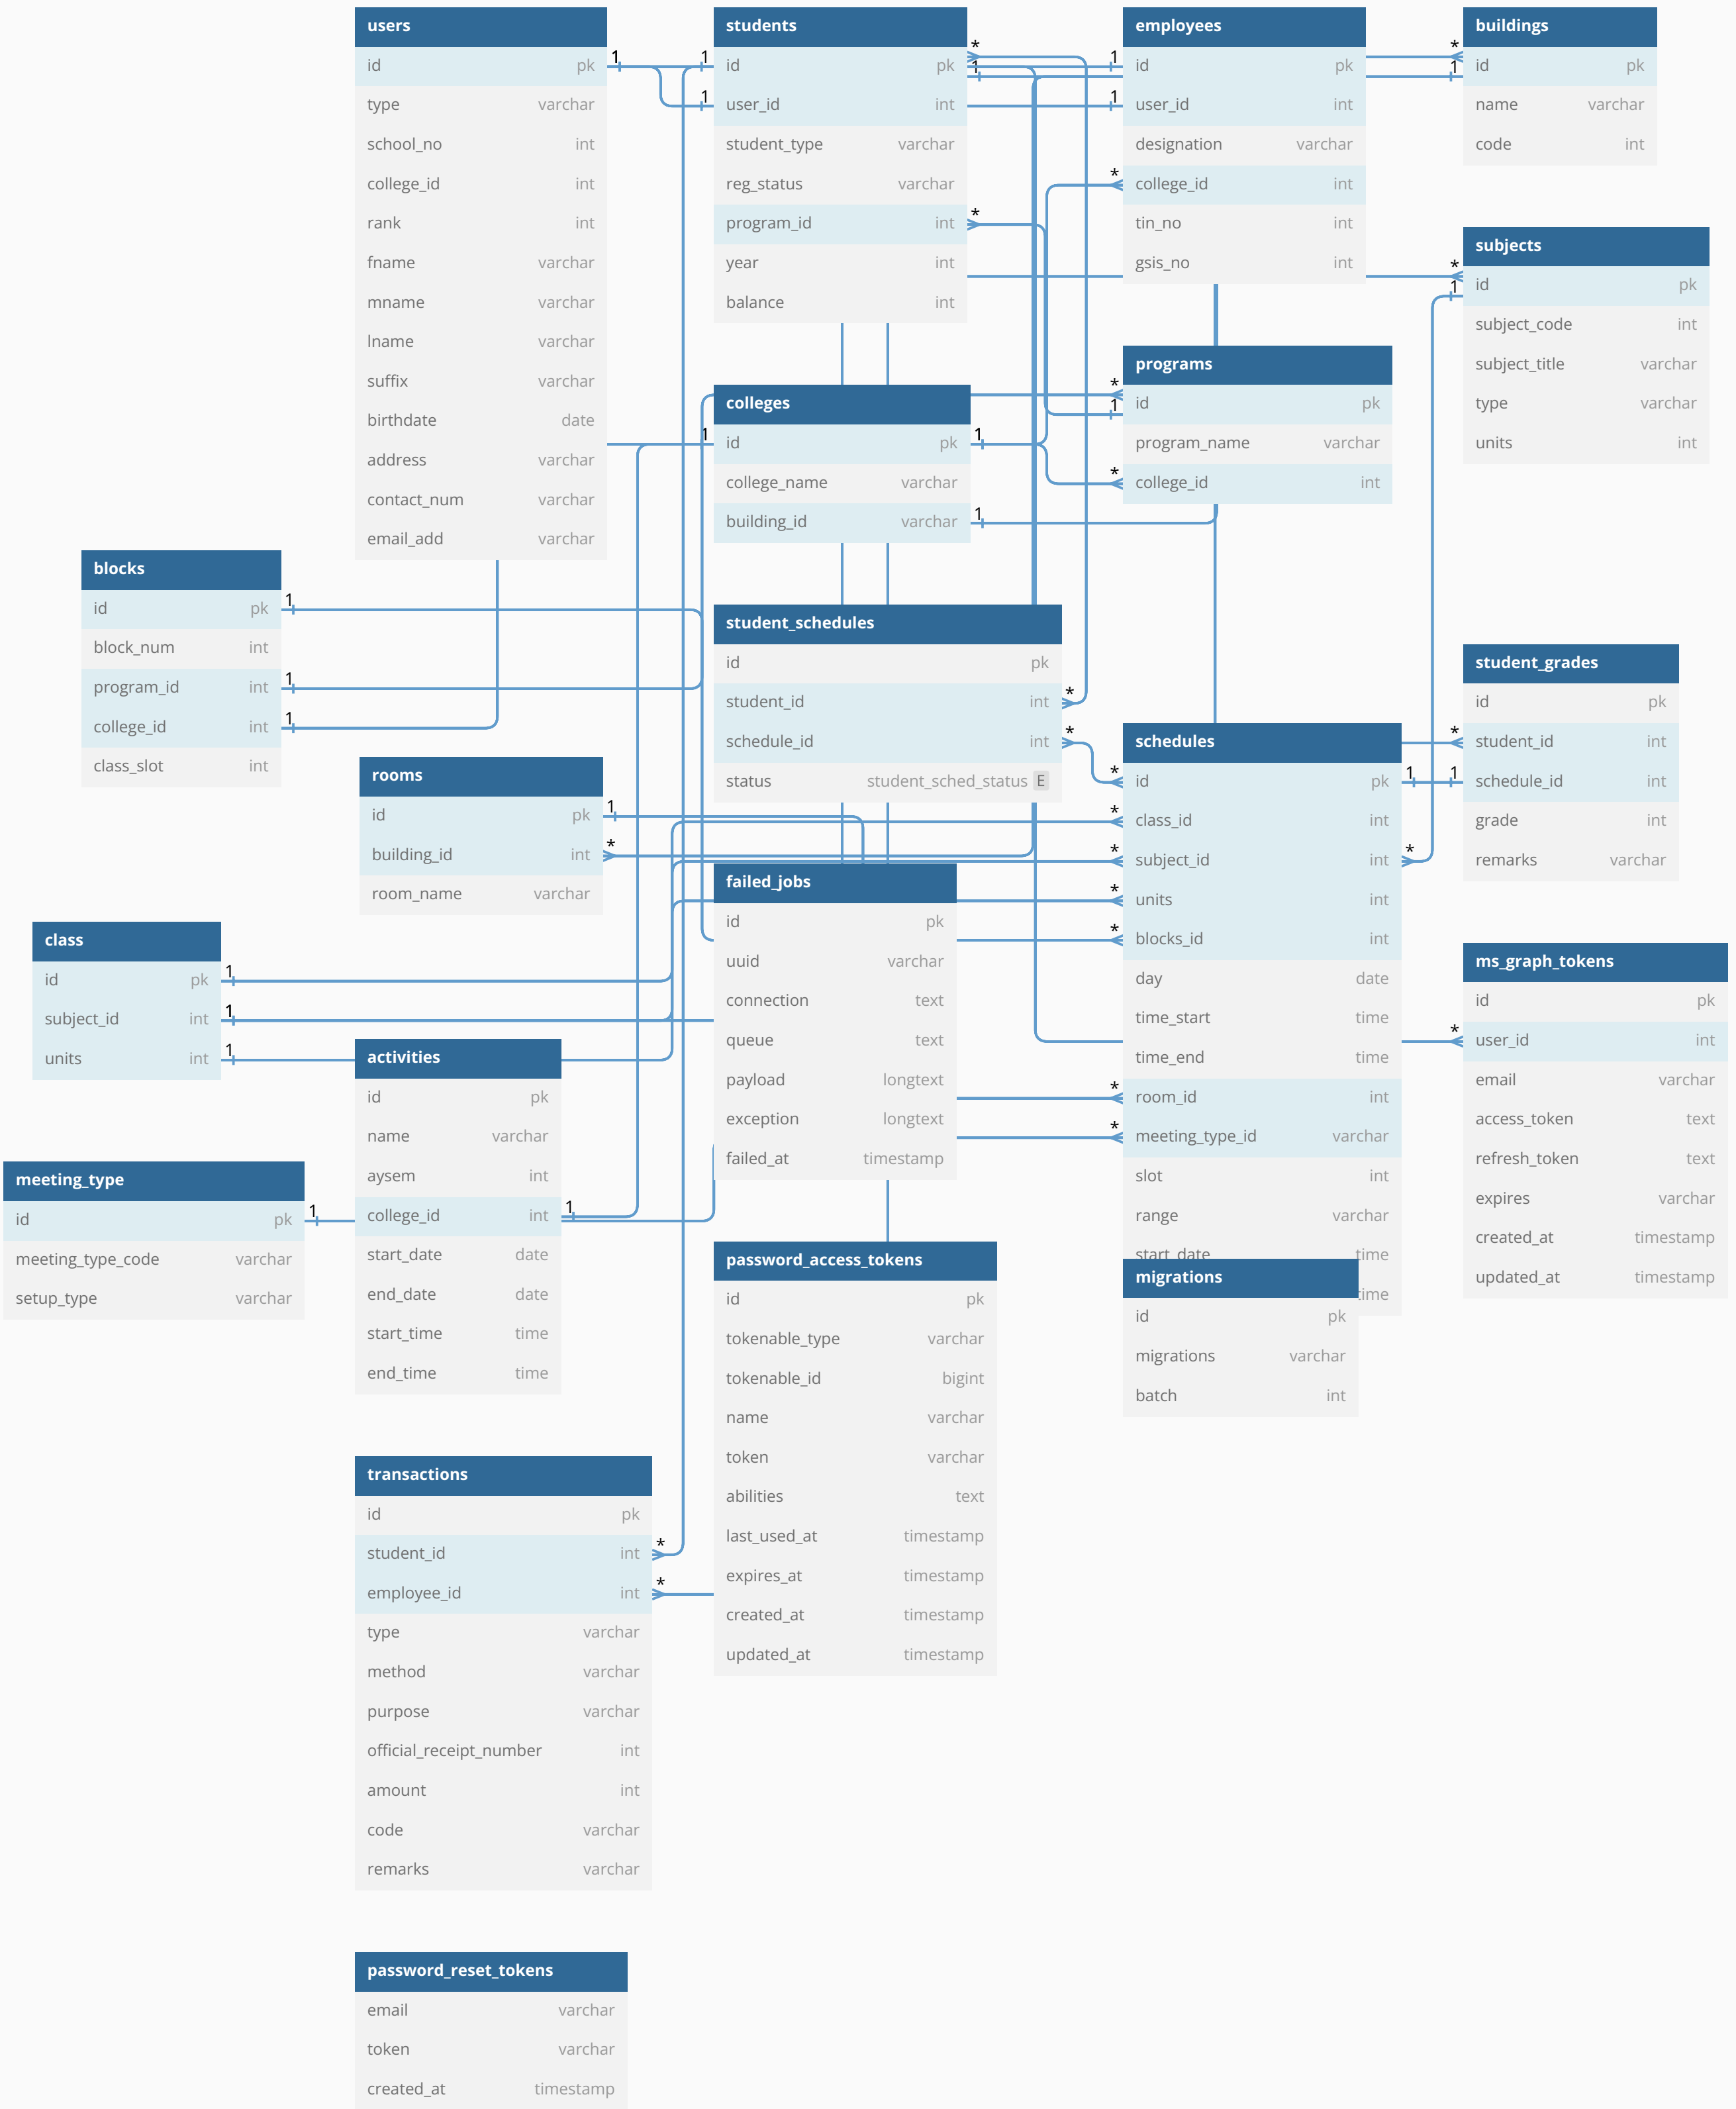 users
id pk
type varchar
school_no int
college_id int
rank int
fname varchar
mname varchar
lname varchar
suffix varchar
birthdate date
address varchar
contact_num varchar
email_add varchar
students
id pk
user_id int
student_type varchar
reg_status varchar
program_id int
year int
balance int
employees
id pk
user_id int
designation varchar
college_id int
tin_no int
gsis_no int
buildings
id pk
name varchar
code int
subjects
id pk
subject_code int
subject_title varchar
type varchar
units int
programs
id pk
program_name varchar
college_id int
colleges
id pk
college_name varchar
building_id varchar
blocks
id pk
block_num int
program_id int
college_id int
class_slot int
student_schedules
id pk
student_id int
schedule_id int
status student_sched_status E
student_grades
id pk
student_id int
schedule_id int
grade int
remarks varchar
rooms
id pk
building_id int
room_name varchar
schedules
id pk
class_id int
subject_id int
units int
blocks_id int
day date
time_start time
time_end time
room_id int
meeting_type_id varchar
slot int
range varchar
start_date time
time
failed_jobs
id pk
uuid varchar
connection text
queue text
payload longtext
exception longtext
failed_at timestamp
class
id pk
subject_id int
units int
ms_graph_tokens
id pk
user_id int
email varchar
access_token text
refresh_token text
expires varchar
created_at timestamp
updated_at timestamp
activities
id pk
name varchar
aysem int
college_id int
start_date date
end_date date
start_time time
end_time time
meeting_type
id pk
meeting_type_code varchar
setup_type varchar
password_access_tokens
id pk
tokenable_type varchar
tokenable_id bigint
name varchar
token varchar
abilities text
last_used_at timestamp
expires_at timestamp
created_at timestamp
updated_at timestamp
migrations
id pk
migrations varchar
batch int
transactions
id pk
student_id int
employee_id int
type varchar
method varchar
purpose varchar
official_receipt_number int
amount int
code varchar
remarks varchar
password_reset_tokens
email varchar
token varchar
created_at timestamp